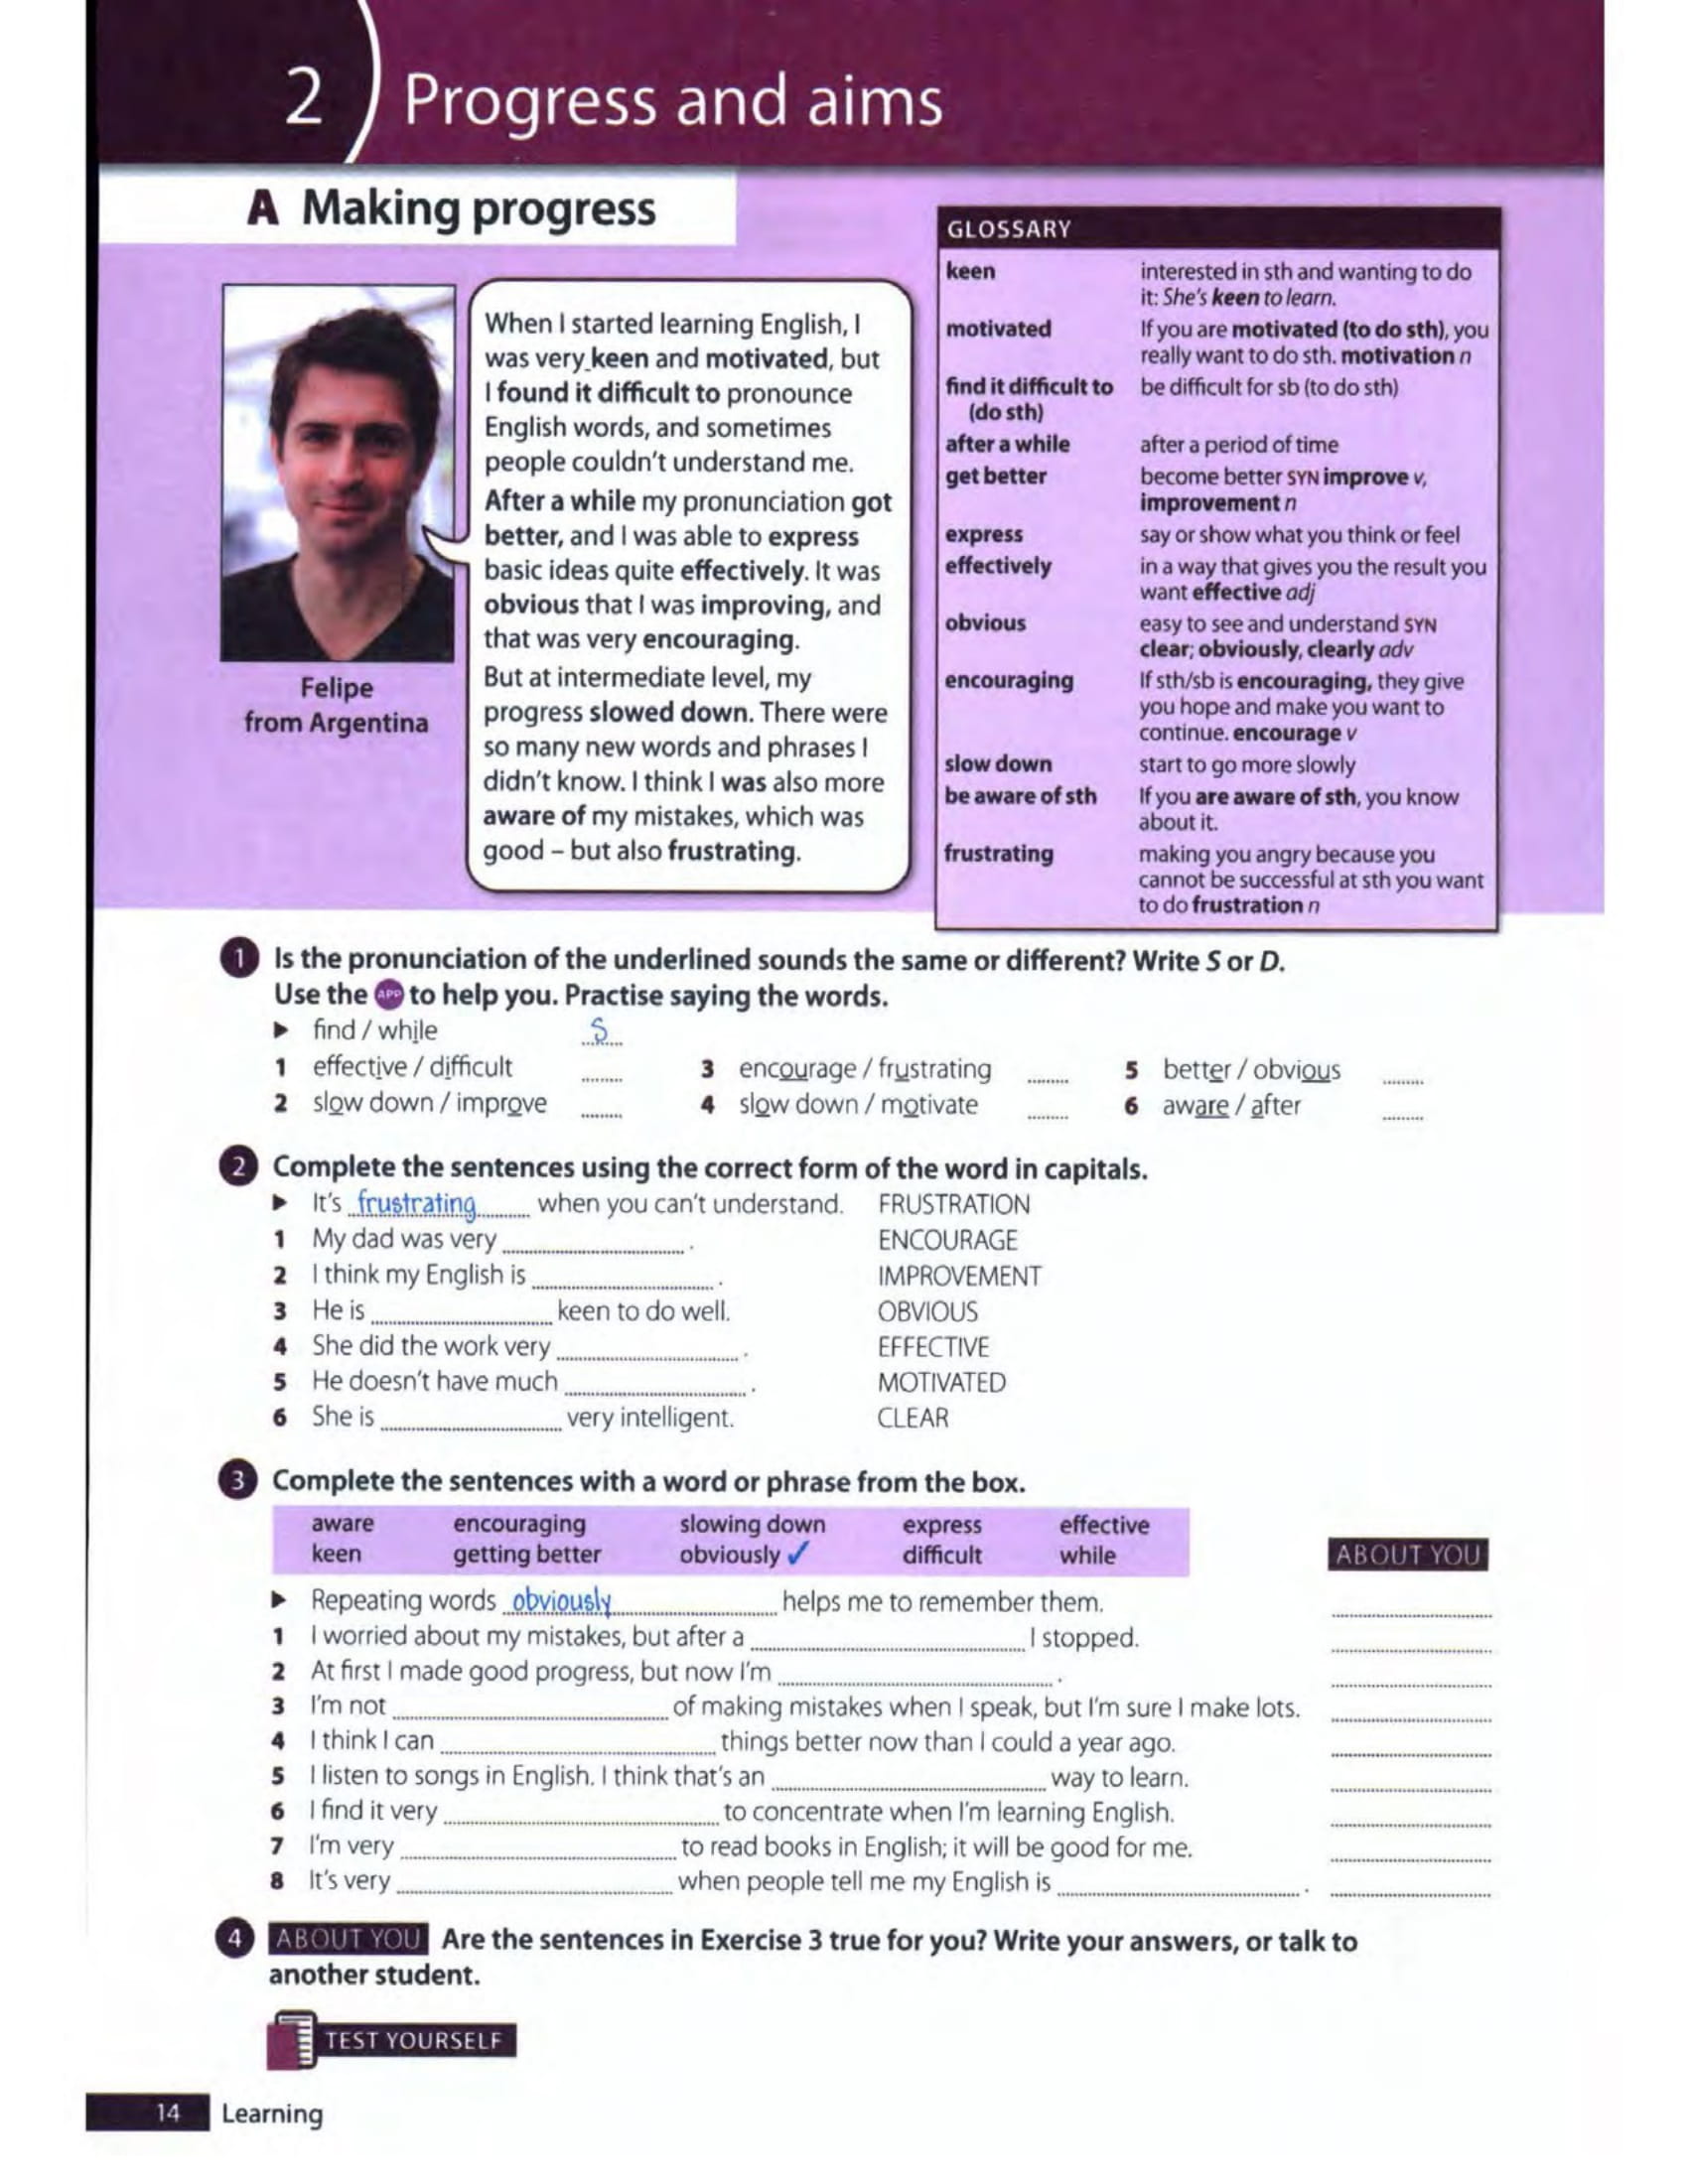 2 Progress and aims
A Making progress
When I started learning English, I
was very keen and motivated, but
I found it difficult to pronounce
English words, and sometimes
people couldn't understand me.
After a while my pronunciation got
better, and I was able to express
basic ideas quite effectively. It was
obvious that I was improving, and
that was very encouraging.
But at intermediate level, my
progress slowed down. There were
so many new words and phrases I
didn't know. I think I was also more
aware of my mistakes, which was
good – but also frustrating.
Felipe
from Argentina
GLOSSARY
keen interested in sth and wanting to do
it: She's keen to learn.
motivated If you are motivated (to do sth), you
really want to do sth. motivation n
find it difficult to be difficult for sb (to do sth)
(do sth)
after a while after a period of time
get better become better SYN improve v,
improvement n
express say or show what you think or feel
effectively in a way that gives you the result you
want effective adj
obvious easy to see and understand SYN
clear; obviously, clearly adv
encouraging If sth/sb is encouraging, they give
you hope and make you want to
continue. encourage v
slow down start to go more slowly
be aware of sth If you are aware of sth, you know
about it.
frustrating making you angry because you
cannot be successful at sth you want
to do frustration n
1 Is the pronunciation of the underlined sounds the same or different? Write S or D.
Use the APP to help you. Practise saying the words.
► find / while S
1 effective / difficult ........ 3 encourage / frustrating ........ 5 better / obvious ........
2 slow down / improve ........ 4 slow down / motivate ........ 6 aware / after ........
2 Complete the sentences using the correct form of the word in capitals.
► It's frustrating when you can't understand. FRUSTRATION
1 My dad was very ........ . ENCOURAGE
2 I think my English is ........ . IMPROVEMENT
3 He is ........ keen to do well. OBVIOUS
4 She did the work very ........ . EFFECTIVE
5 He doesn't have much ........ . MOTIVATED
6 She is ........ very intelligent. CLEAR
3 Complete the sentences with a word or phrase from the box.
aware encouraging slowing down express effective
keen getting better obviously ✓ difficult while
ABOUT YOU
► Repeating words obviously ........ helps me to remember them. ........
1 I worried about my mistakes, but after a ........ I stopped. ........
2 At first I made good progress, but now I'm ........ . ........
3 I'm not ........ of making mistakes when I speak, but I'm sure I make lots. ........
4 I think I can ........ things better now than I could a year ago. ........
5 I listen to songs in English. I think that's an ........ way to learn. ........
6 I find it very ........ to concentrate when I'm learning English. ........
7 I'm very ........ to read books in English; it will be good for me. ........
8 It's very ........ when people tell me my English is ........ . ........
4 ABOUT YOU Are the sentences in Exercise 3 true for you? Write your answers, or talk to
another student.
TEST YOURSELF
14 Learning